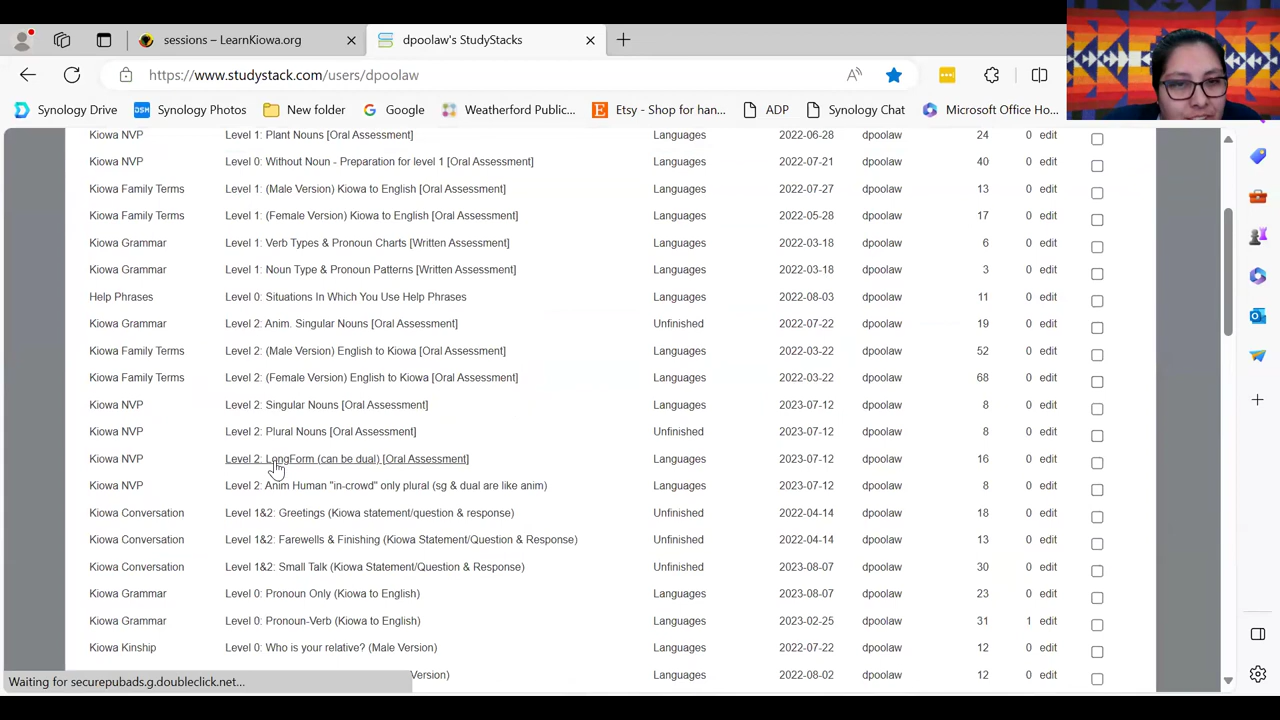 sessions – LearnKiowa.org
dpoolaw's StudyStacks
https://www.studystack.com/users/dpoolaw
Synology Drive Synology Photos New folder Google Weatherford Public... Etsy - Shop for han... ADP Synology Chat Microsoft Office Ho...
Kiowa NVP Level 1: Plant Nouns [Oral Assessment] Languages 2022-06-28 dpoolaw 24 0 edit
Kiowa NVP Level 0: Without Noun - Preparation for level 1 [Oral Assessment] Languages 2022-07-21 dpoolaw 40 0 edit
Kiowa Family Terms Level 1: (Male Version) Kiowa to English [Oral Assessment] Languages 2022-07-27 dpoolaw 13 0 edit
Kiowa Family Terms Level 1: (Female Version) Kiowa to English [Oral Assessment] Languages 2022-05-28 dpoolaw 17 0 edit
Kiowa Grammar Level 1: Verb Types & Pronoun Charts [Written Assessment] Languages 2022-03-18 dpoolaw 6 0 edit
Kiowa Grammar Level 1: Noun Type & Pronoun Patterns [Written Assessment] Languages 2022-03-18 dpoolaw 3 0 edit
Help Phrases Level 0: Situations In Which You Use Help Phrases Languages 2022-08-03 dpoolaw 11 0 edit
Kiowa Grammar Level 2: Anim. Singular Nouns [Oral Assessment] Unfinished 2022-07-22 dpoolaw 19 0 edit
Kiowa Family Terms Level 2: (Male Version) English to Kiowa [Oral Assessment] Languages 2022-03-22 dpoolaw 52 0 edit
Kiowa Family Terms Level 2: (Female Version) English to Kiowa [Oral Assessment] Languages 2022-03-22 dpoolaw 68 0 edit
Kiowa NVP Level 2: Singular Nouns [Oral Assessment] Languages 2023-07-12 dpoolaw 8 0 edit
Kiowa NVP Level 2: Plural Nouns [Oral Assessment] Unfinished 2023-07-12 dpoolaw 8 0 edit
Kiowa NVP Level 2: LongForm (can be dual) [Oral Assessment] Languages 2023-07-12 dpoolaw 16 0 edit
Kiowa NVP Level 2: Anim Human "in-crowd" only plural (sg & dual are like anim) Languages 2023-07-12 dpoolaw 8 0 edit
Kiowa Conversation Level 1&2: Greetings (Kiowa statement/question & response) Unfinished 2022-04-14 dpoolaw 18 0 edit
Kiowa Conversation Level 1&2: Farewells & Finishing (Kiowa Statement/Question & Response) Unfinished 2022-04-14 dpoolaw 13 0 edit
Kiowa Conversation Level 1&2: Small Talk (Kiowa Statement/Question & Response) Unfinished 2023-08-07 dpoolaw 30 0 edit
Kiowa Grammar Level 0: Pronoun Only (Kiowa to English) Languages 2023-08-07 dpoolaw 23 0 edit
Kiowa Grammar Level 0: Pronoun-Verb (Kiowa to English) Languages 2023-02-25 dpoolaw 31 1 edit
Kiowa Kinship Level 0: Who is your relative? (Male Version) Languages 2022-07-22 dpoolaw 12 0 edit
Version) Languages 2022-08-02 dpoolaw 12 0 edit
Waiting for securepubads.g.doubleclick.net...